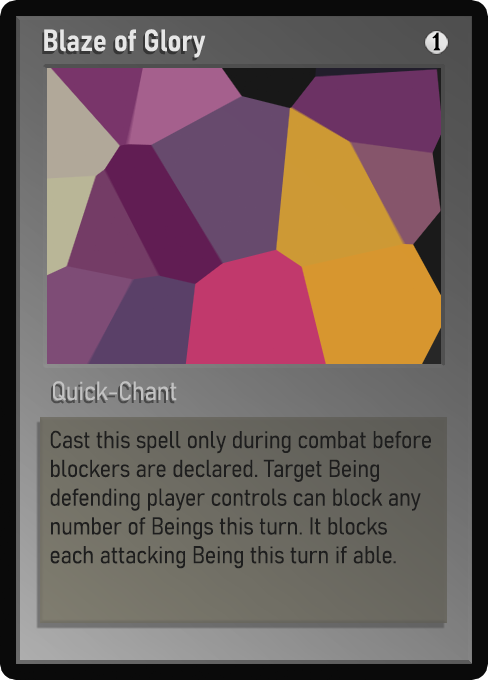 Blaze of Glory 1
Quick-Chant
Cast this spell only during combat before
blockers are declared. Target Being
defending player controls can block any
number of Beings this turn. It blocks
each attacking Being this turn if able.